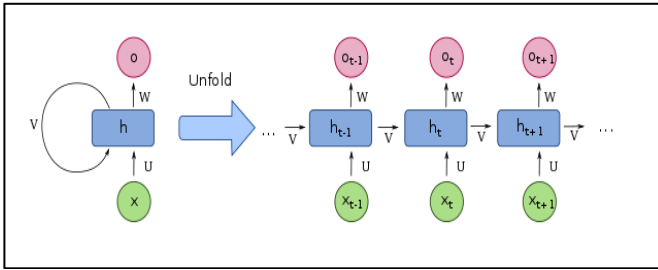 o
Unfold
V
W
h
U
x
o_{t-1} o_t o_{t+1}
W W W
... V h_{t-1} V h_t V h_{t+1} V ...
U U U
x_{t-1} x_t x_{t+1}